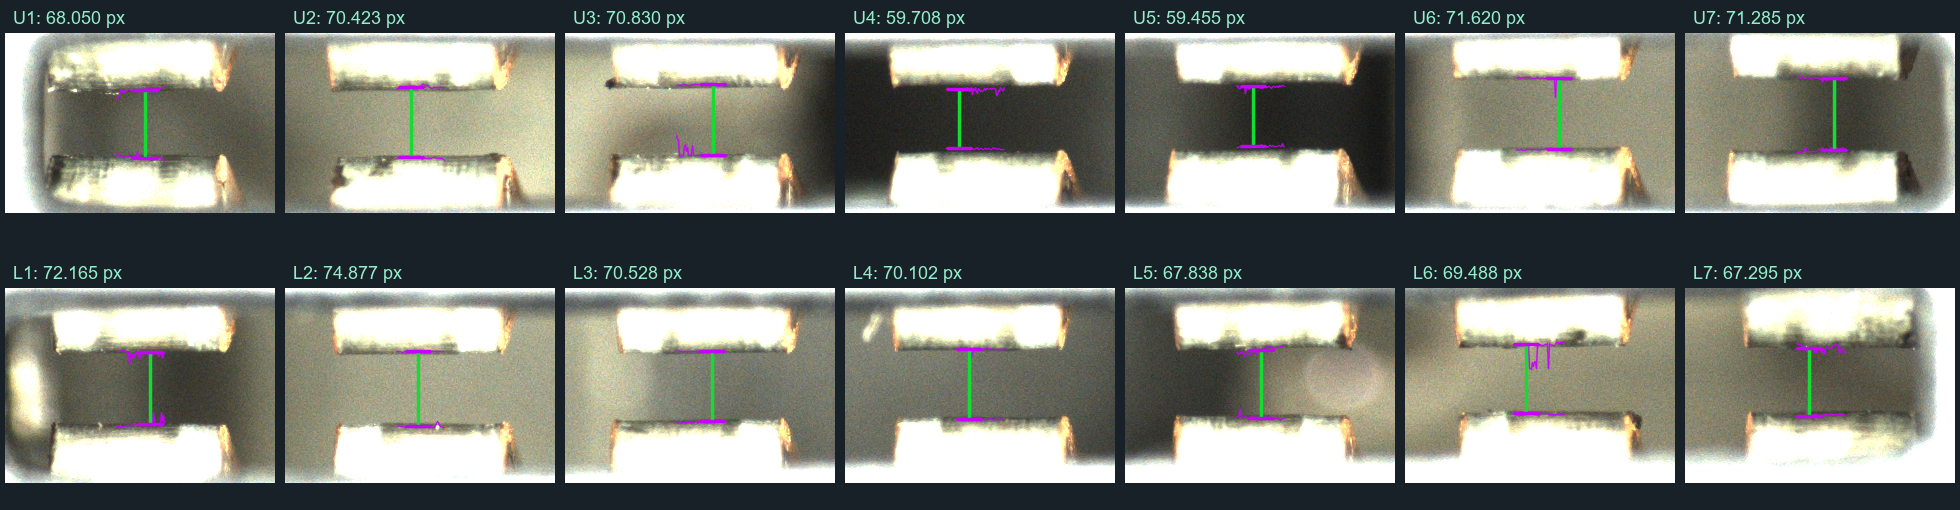 U1: 68.050 px
U2: 70.423 px
U3: 70.830 px
U4: 59.708 px
U5: 59.455 px
U6: 71.620 px
U7: 71.285 px
L1: 72.165 px
L2: 74.877 px
L3: 70.528 px
L4: 70.102 px
L5: 67.838 px
L6: 69.488 px
L7: 67.295 px